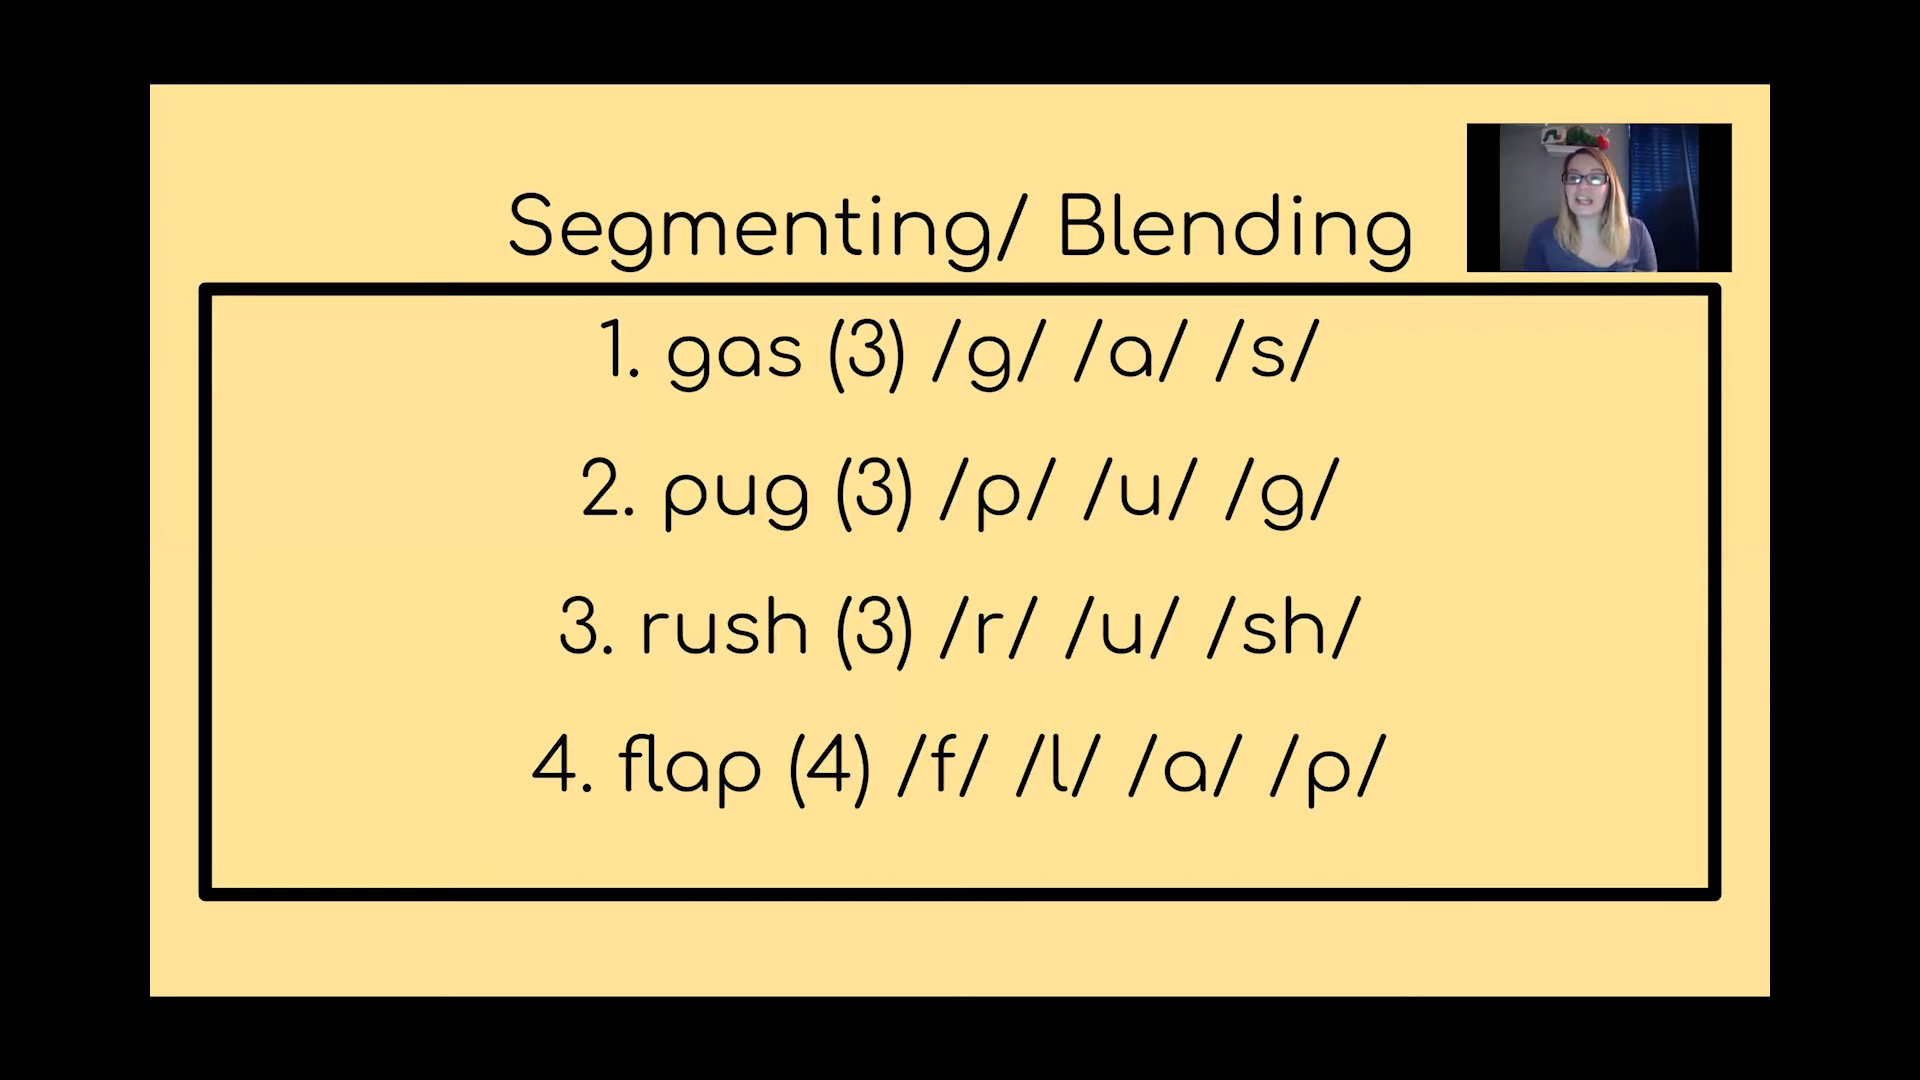 Segmenting/ Blending
1. gas (3) /g/ /a/ /s/
2. pug (3) /p/ /u/ /g/
3. rush (3) /r/ /u/ /sh/
4. flap (4) /f/ /l/ /a/ /p/